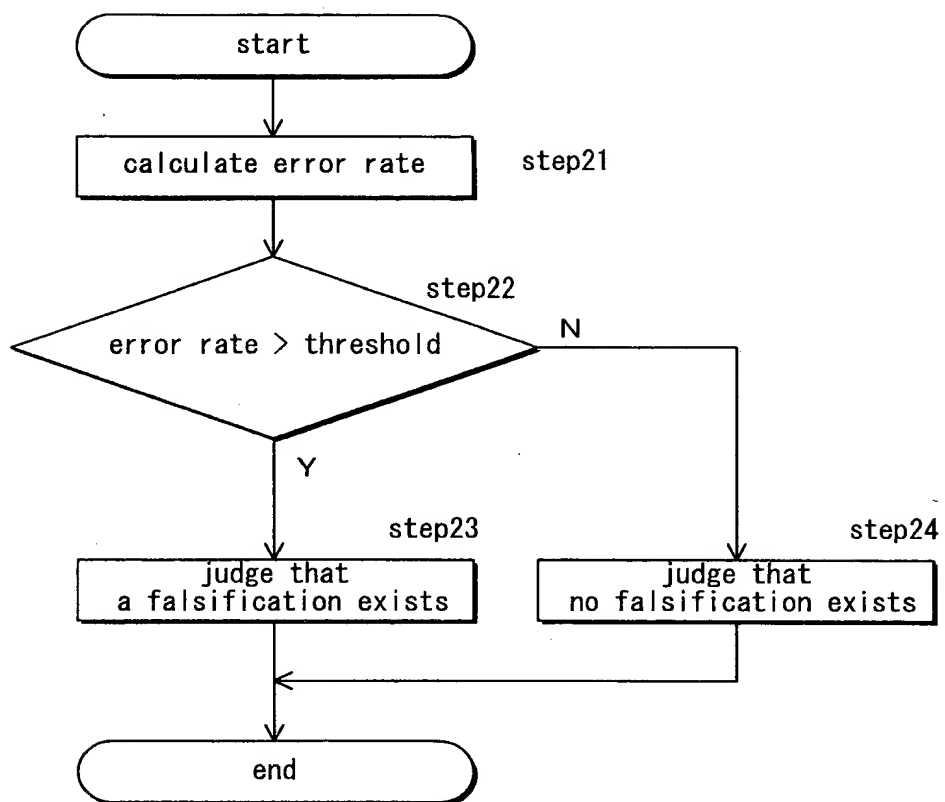 start
calculate error rate
step21
step22
error rate > threshold
N
Y
step23
step24
judge that
a falsification exists
judge that
no falsification exists
end